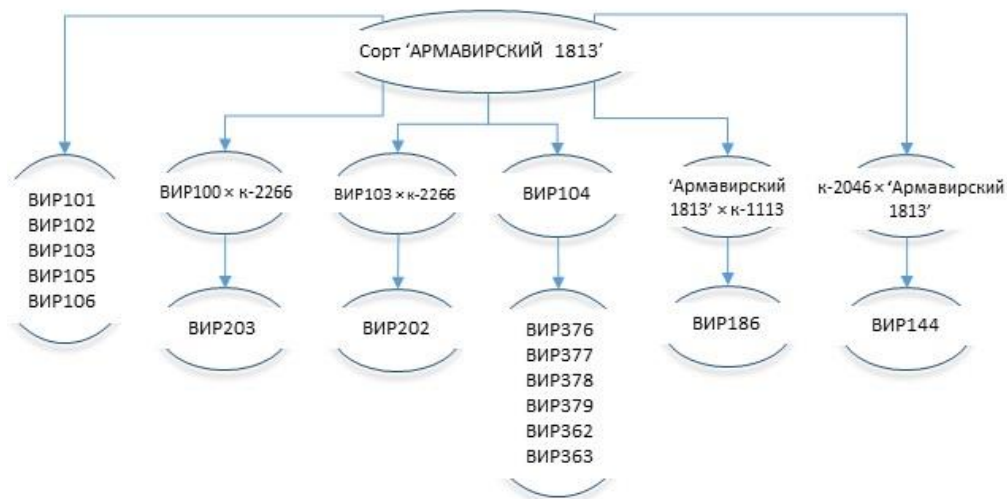 Сорт ‘АРМАВИРСКИЙ 1813’
ВИР101
ВИР102
ВИР103
ВИР105
ВИР106
ВИР100 × к-2266
ВИР203
ВИР103 × к-2266
ВИР202
ВИР104
ВИР376
ВИР377
ВИР378
ВИР379
ВИР362
ВИР363
‘Армавирский
1813’ × к-1113
ВИР186
к-2046 × ‘Армавирский
1813’
ВИР144